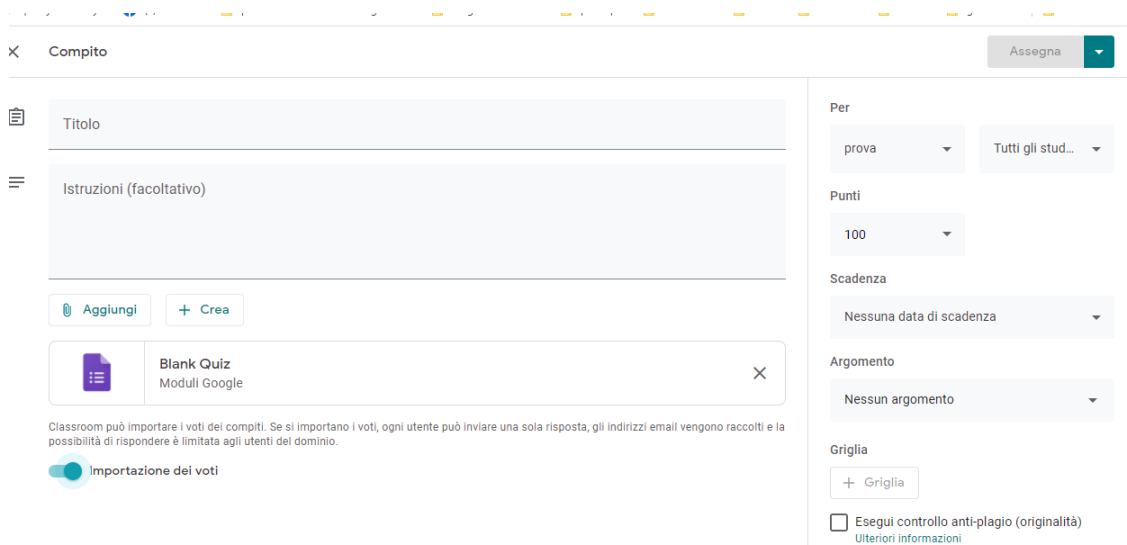 Compito
Assegna
Titolo
Istruzioni (facoltativo)
Aggiungi
Crea
Blank Quiz
Moduli Google
Classroom può importare i voti dei compiti. Se si importano i voti, ogni utente può inviare una sola risposta, gli indirizzi email vengono raccolti e la
possibilità di rispondere è limitata agli utenti del dominio.
Importazione dei voti
Per
prova
Tutti gli stud...
Punti
100
Scadenza
Nessuna data di scadenza
Argomento
Nessun argomento
Griglia
Griglia
Esegui controllo anti-plagio (originalità)
Ulteriori informazioni